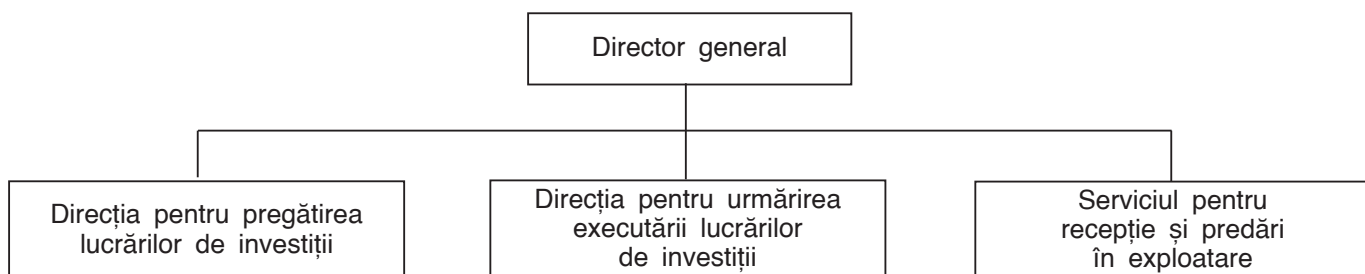 Director general
Direcția pentru pregătirea
lucrărilor de investiții
Direcția pentru urmărirea
executării lucrărilor
de investiții
Serviciul pentru
recepție și predări
în exploatare